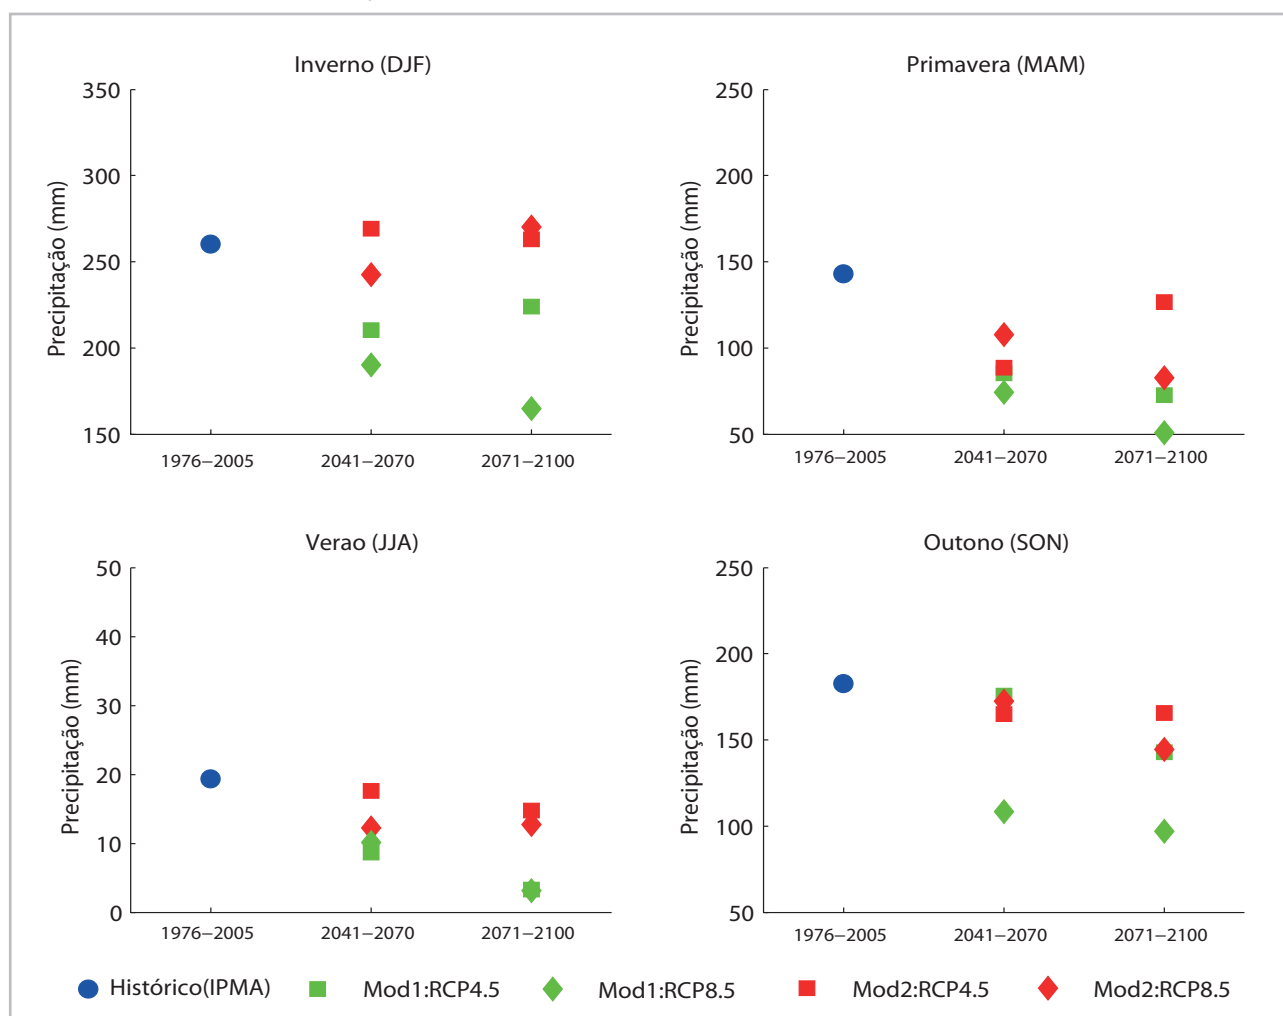 Inverno (DJF)
350
300
250
200
150
Precipitação (mm)
1976–2005
2041–2070
2071–2100
Primavera (MAM)
250
200
150
100
50
Precipitação (mm)
1976–2005
2041–2070
2071–2100
Verao (JJA)
50
40
30
20
10
0
Precipitação (mm)
1976–2005
2041–2070
2071–2100
Outono (SON)
250
200
150
100
50
Precipitação (mm)
1976–2005
2041–2070
2071–2100
Histórico(IPMA)
Mod1:RCP4.5
Mod1:RCP8.5
Mod2:RCP4.5
Mod2:RCP8.5